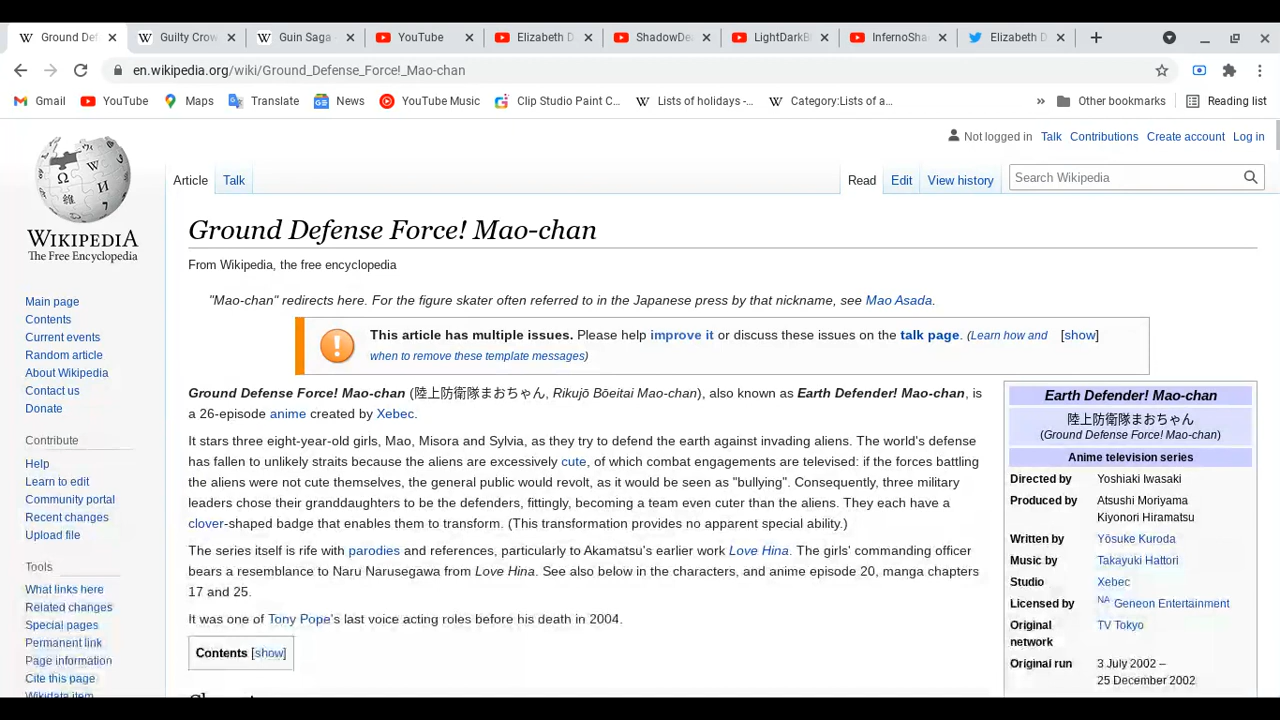 Ground Def
Guilty Crow
Guin Saga -
YouTube
Elizabeth D
ShadowDea
LightDarkB
InfernoSha
Elizabeth D
en.wikipedia.org/wiki/Ground_Defense_Force!_Mao-chan
Gmail
YouTube
Maps
Translate
News
YouTube Music
Clip Studio Paint C...
Lists of holidays -...
Category:Lists of a...
»
Other bookmarks
Reading list
Not logged in Talk Contributions Create account Log in
Article Talk
Read Edit View history
Search Wikipedia
WIKIPEDIA
The Free Encyclopedia
Main page
Contents
Current events
Random article
About Wikipedia
Contact us
Donate
Contribute
Help
Learn to edit
Community portal
Recent changes
Upload file
Tools
What links here
Related changes
Special pages
Permanent link
Page information
Cite this page
Wikidata item
Ground Defense Force! Mao-chan
From Wikipedia, the free encyclopedia
"Mao-chan" redirects here. For the figure skater often referred to in the Japanese press by that nickname, see Mao Asada.
This article has multiple issues. Please help improve it or discuss these issues on the talk page. (Learn how and [show]
when to remove these template messages)
Ground Defense Force! Mao-chan (陸上防衛隊まおちゃん, Rikujō Bōeitai Mao-chan), also known as Earth Defender! Mao-chan, is
a 26-episode anime created by Xebec.
It stars three eight-year-old girls, Mao, Misora and Sylvia, as they try to defend the earth against invading aliens. The world's defense
has fallen to unlikely straits because the aliens are excessively cute, of which combat engagements are televised: if the forces battling
the aliens were not cute themselves, the general public would revolt, as it would be seen as "bullying". Consequently, three military
leaders chose their granddaughters to be the defenders, fittingly, becoming a team even cuter than the aliens. They each have a
clover-shaped badge that enables them to transform. (This transformation provides no apparent special ability.)
The series itself is rife with parodies and references, particularly to Akamatsu's earlier work Love Hina. The girls' commanding officer
bears a resemblance to Naru Narusegawa from Love Hina. See also below in the characters, and anime episode 20, manga chapters
17 and 25.
It was one of Tony Pope's last voice acting roles before his death in 2004.
Contents [show]
Earth Defender! Mao-chan
陸上防衛隊まおちゃん
(Ground Defense Force! Mao-chan)
Anime television series
Directed by Yoshiaki Iwasaki
Produced by Atsushi Moriyama
Kiyonori Hiramatsu
Written by Yōsuke Kuroda
Music by Takayuki Hattori
Studio Xebec
Licensed by NA Geneon Entertainment
Original TV Tokyo
network
Original run 3 July 2002 –
25 December 2002